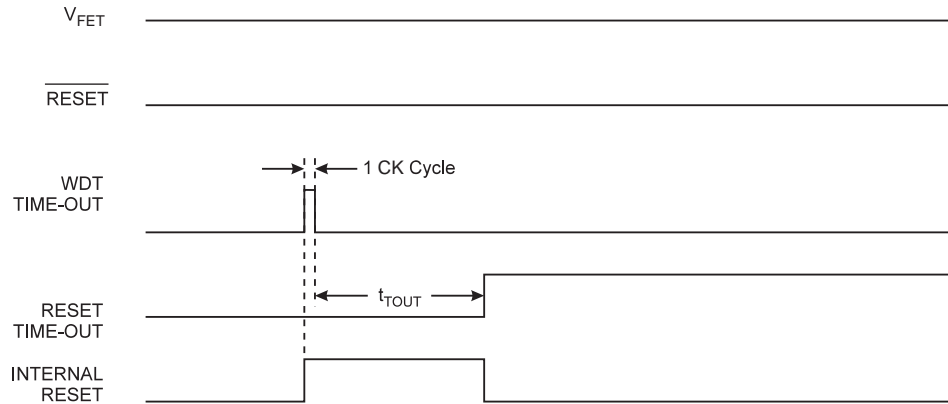 VFET
RESET
1 CK Cycle
WDT
TIME-OUT
tTOUT
RESET
TIME-OUT
INTERNAL
RESET